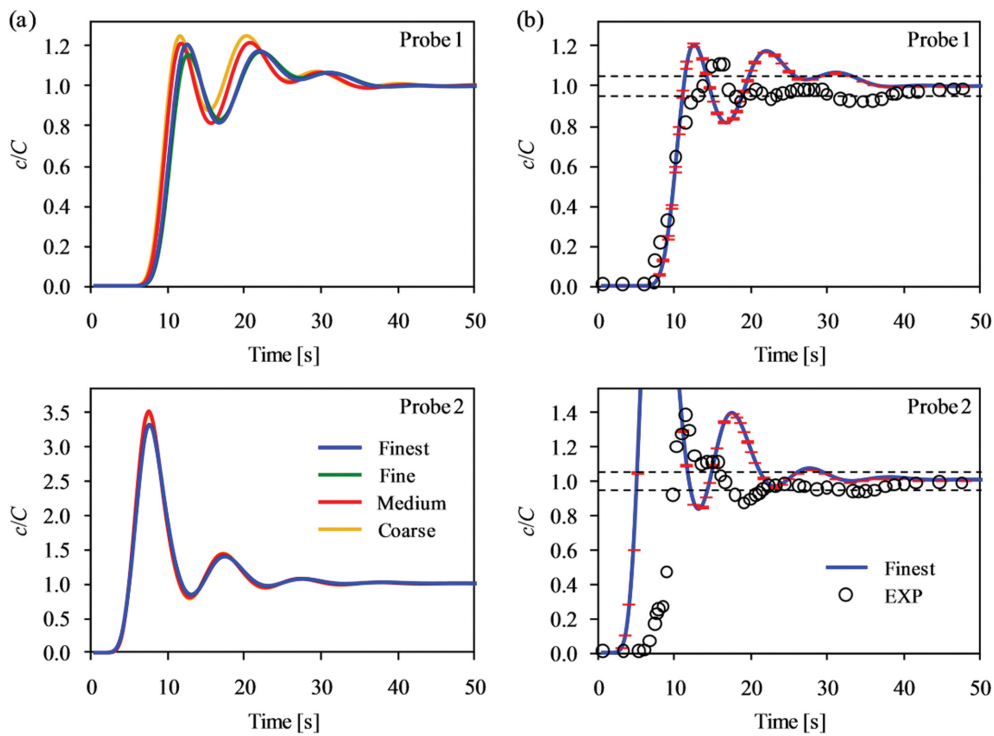 (a)
(b)
Probe 1
1.2
1.0
0.8
0.6
0.4
0.2
0.0
c/C
0 10 20 30 40 50
Time [s]
Probe 1
1.2
1.0
0.8
0.6
0.4
0.2
0.0
c/C
0 10 20 30 40 50
Time [s]
Probe 2
3.5
3.0
2.5
2.0
1.5
1.0
0.5
0.0
c/C
Finest
Fine
Medium
Coarse
0 10 20 30 40 50
Time [s]
Probe 2
1.4
1.2
1.0
0.8
0.6
0.4
0.2
0.0
c/C
Finest
EXP
0 10 20 30 40 50
Time [s]